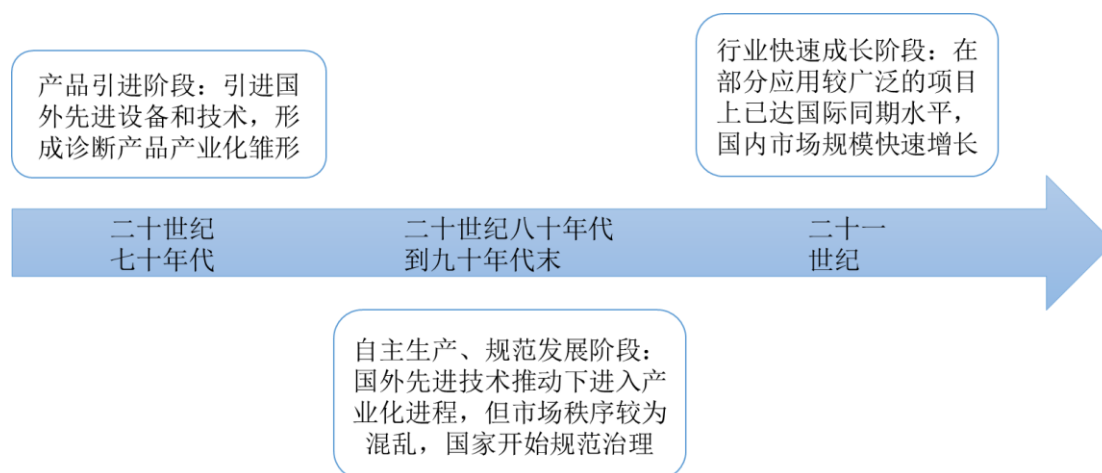 产品引进阶段：引进国
外先进设备和技术，形
成诊断产品产业化雏形
行业快速成长阶段：在
部分应用较广泛的项目
上已达国际同期水平，
国内市场规模快速增长
二十世纪
七十年代
二十世纪八十年代
到九十年代末
二十一
世纪
自主生产、规范发展阶段：
国外先进技术推动下进入产
业化进程，但市场秩序较为
混乱，国家开始规范治理